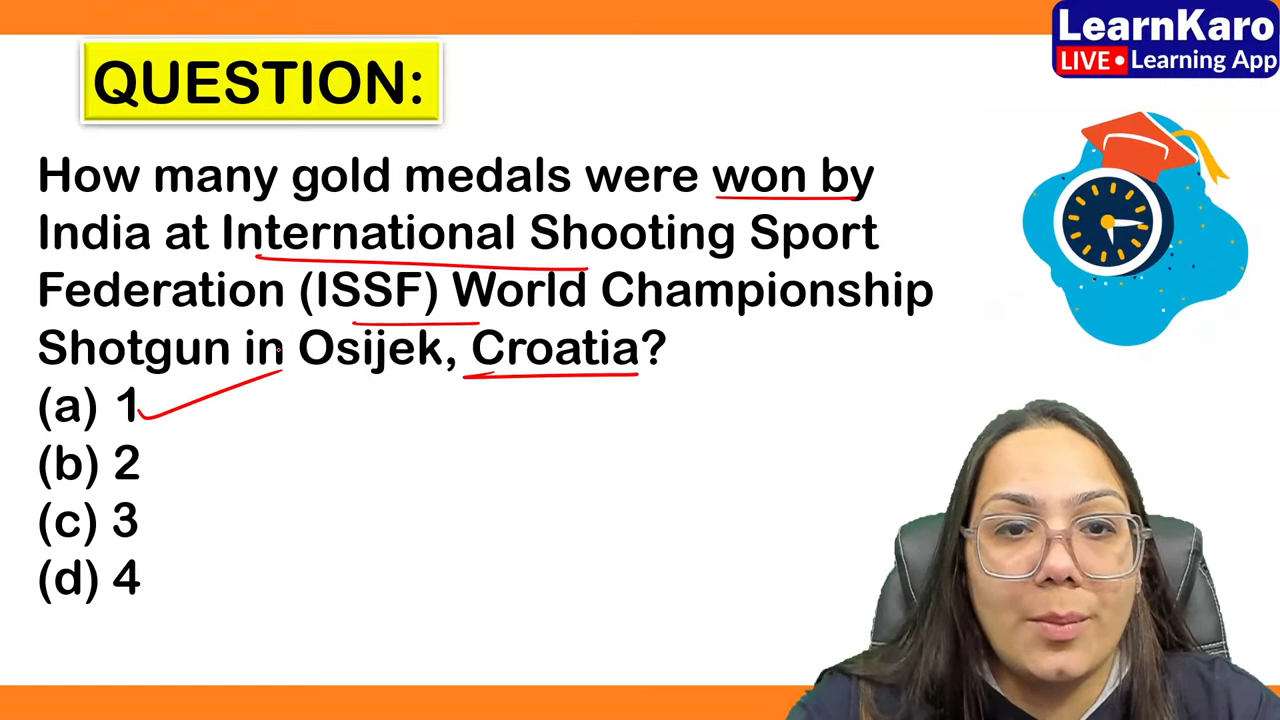 LearnKaro
LIVE• Learning App
QUESTION:
How many gold medals were won by
India at International Shooting Sport
Federation (ISSF) World Championship
Shotgun in Osijek, Croatia?
(a) 1
(b) 2
(c) 3
(d) 4